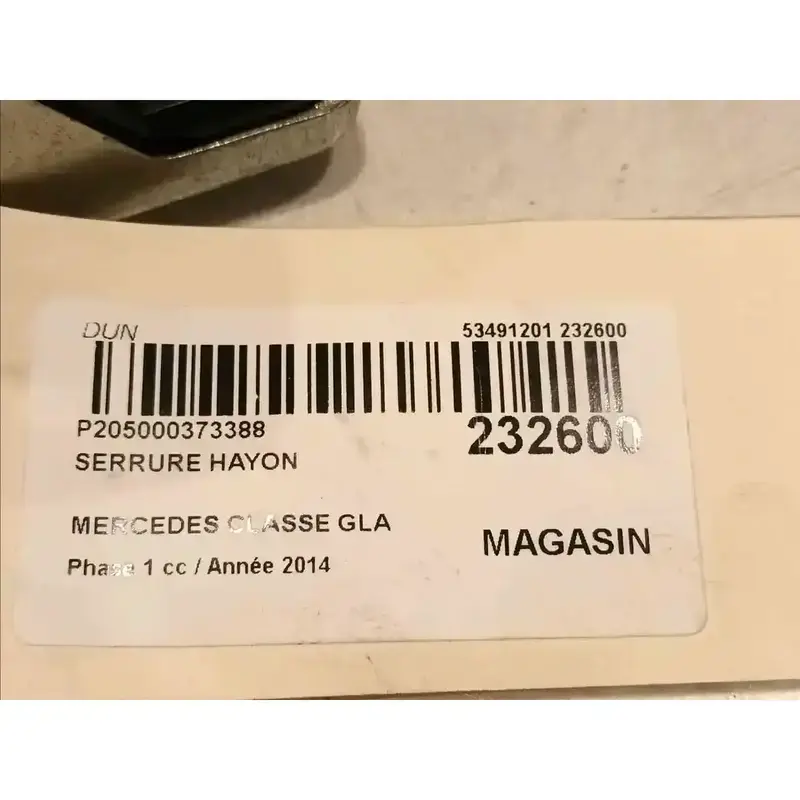 DUN
53491201 232600
P205000373388
232600
SERRURE HAYON
MERCEDES CLASSE GLA
MAGASIN
Phase 1 cc / Année 2014